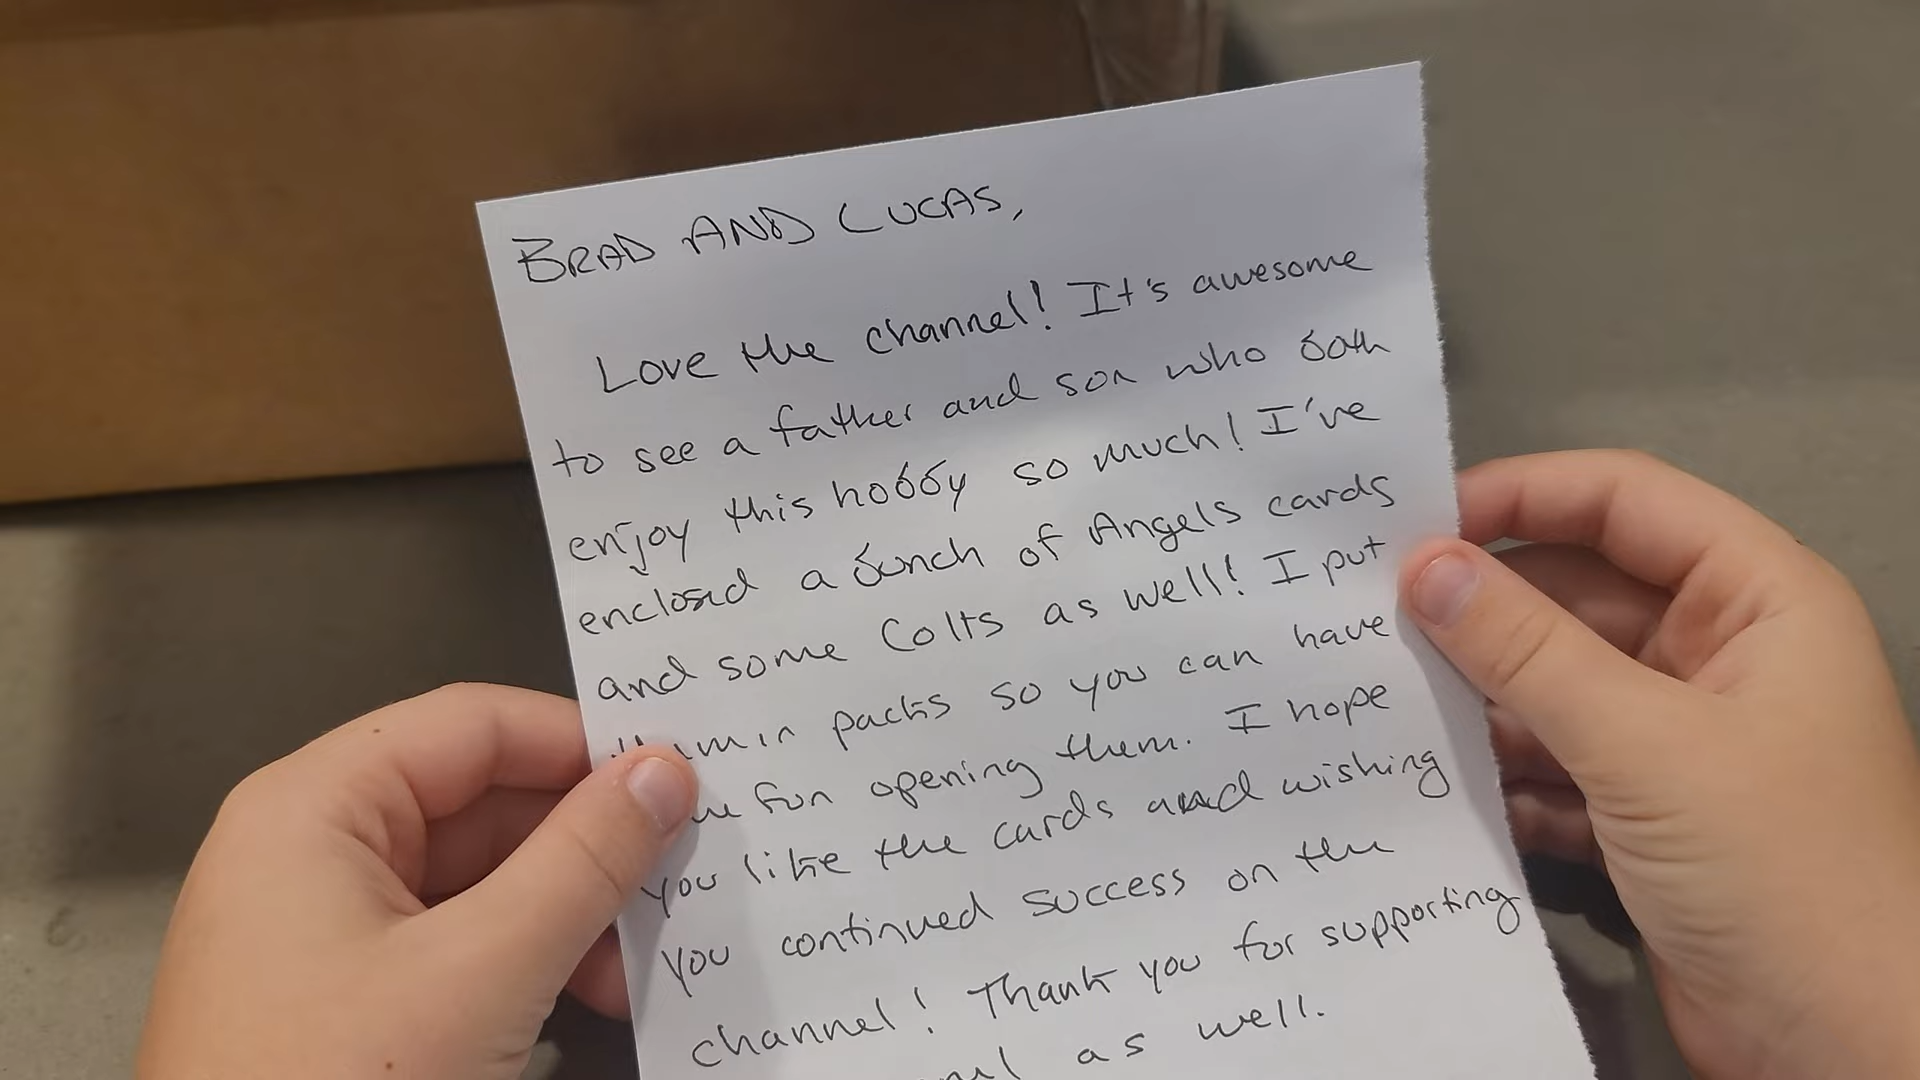 BRAD AND LUCAS,
Love the channel! It's awesome
to see a father and son who both
enjoy this hobby so much! I've
enclosed a bunch of Angels cards
and some Colts as well! I put
in packs so you can have
fun opening them. I hope
you like the cards and wishing
you continued success on the
channel! Thank you for supporting
as well.